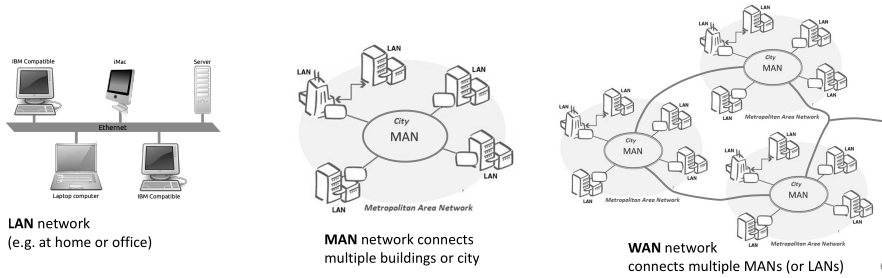 IBM Compatible
iMac
Server
Ethernet
Laptop computer
IBM Compatible
LAN network
(e.g. at home or office)
LAN
LAN
LAN
City
MAN
LAN
LAN
Metropolitan Area Network
MAN network connects
multiple buildings or city
LAN
LAN
LAN
City
MAN
LAN
LAN
Metropolitan Area Network
LAN
LAN
LAN
City
MAN
LAN
LAN
Metropolitan Area Network
LAN
LAN
LAN
City
MAN
LAN
LAN
Metropolitan Area Network
WAN network
connects multiple MANs (or LANs)